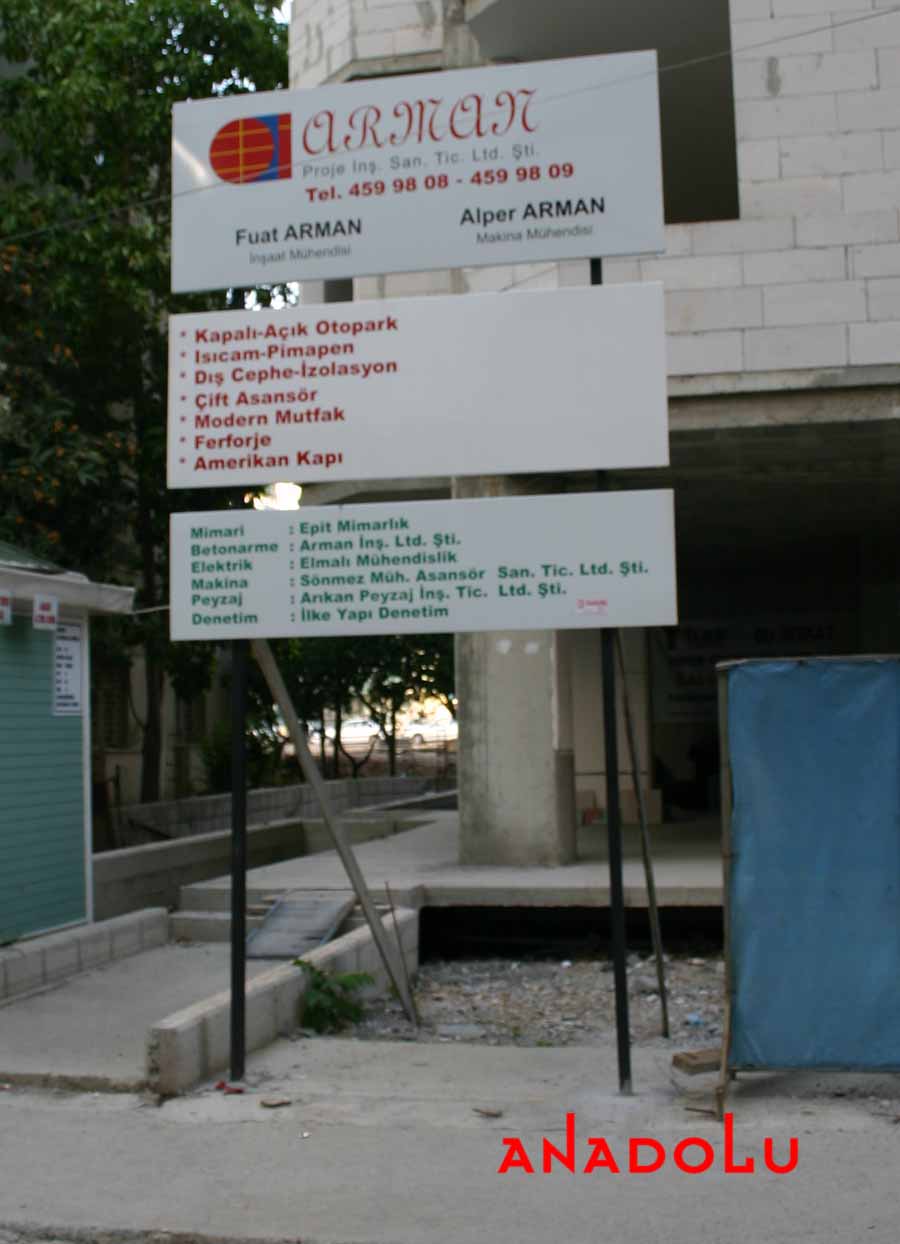 ARMAN
Proje İnş. San. Tic. Ltd. Şti.
Tel. 459 98 08 - 459 98 09
Fuat ARMAN
İnşaat Mühendisi
Alper ARMAN
Makina Mühendisi
* Kapalı-Açık Otopark
* Isıcam-Pimapen
* Dış Cephe-İzolasyon
* Çift Asansör
* Modern Mutfak
* Ferforje
* Amerikan Kapı
Mimari : Epit Mimarlık
Betonarme : Arman İnş. Ltd. Şti.
Elektrik : Elmalı Mühendislik
Makina : Sönmez Müh. Asansör San. Tic. Ltd. Şti.
Peyzaj : Arıkan Peyzaj İnş. Tic. Ltd. Şti.
Denetim : İlke Yapı Denetim
ANADOLU